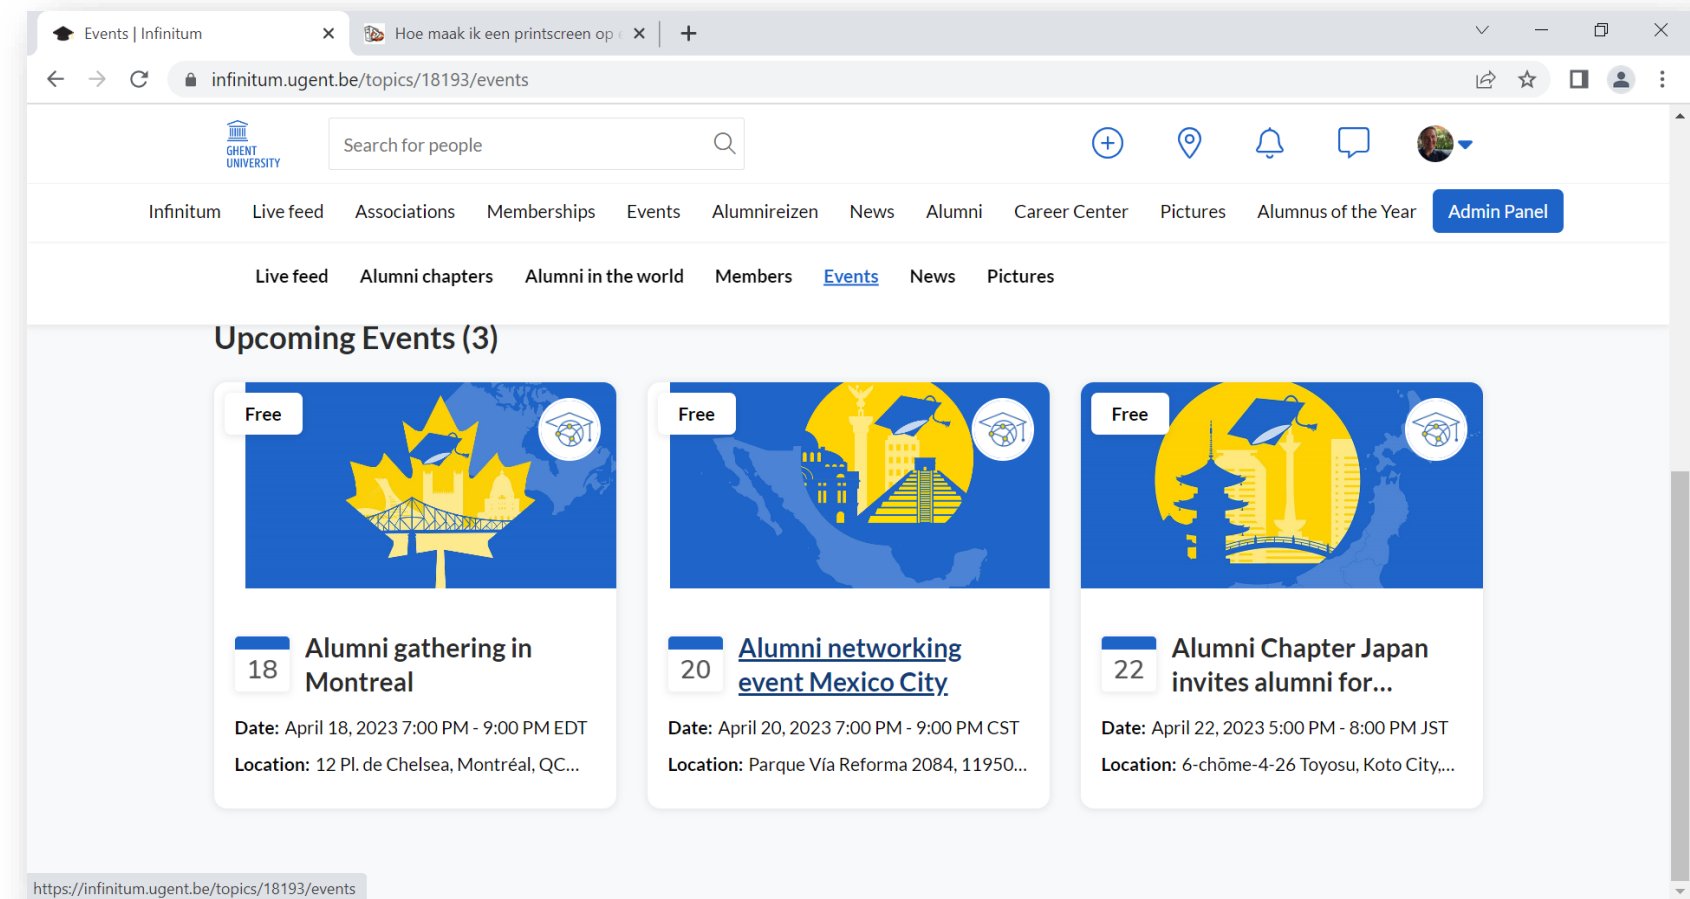 Events | Infinitum
Hoe maak ik een printscreen op
infinitum.ugent.be/topics/18193/events
GHENT
UNIVERSITY
Search for people
Infinitum Live feed Associations Memberships Events Alumnireizen News Alumni Career Center Pictures Alumnus of the Year Admin Panel
Live feed Alumni chapters Alumni in the world Members Events News Pictures
Upcoming Events (3)
Free
18
Alumni gathering in
Montreal
Date: April 18, 2023 7:00 PM - 9:00 PM EDT
Location: 12 Pl. de Chelsea, Montréal, QC...
Free
20
Alumni networking
event Mexico City
Date: April 20, 2023 7:00 PM - 9:00 PM CST
Location: Parque Vía Reforma 2084, 11950...
Free
22
Alumni Chapter Japan
invites alumni for...
Date: April 22, 2023 5:00 PM - 8:00 PM JST
Location: 6-chōme-4-26 Toyosu, Koto City,...
https://infinitum.ugent.be/topics/18193/events